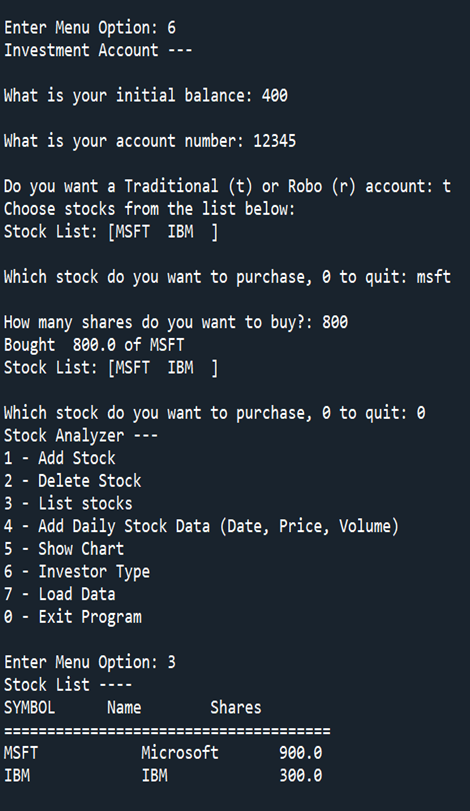 Enter Menu Option: 6
Investment Account ---
What is your initial balance: 400
What is your account number: 12345
Do you want a Traditional (t) or Robo (r) account: t
Choose stocks from the list below:
Stock List: [MSFT  IBM  ]
Which stock do you want to purchase, 0 to quit: msft
How many shares do you want to buy?: 800
Bought  800.0 of MSFT
Stock List: [MSFT  IBM  ]
Which stock do you want to purchase, 0 to quit: 0
Stock Analyzer ---
1 - Add Stock
2 - Delete Stock
3 - List stocks
4 - Add Daily Stock Data (Date, Price, Volume)
5 - Show Chart
6 - Investor Type
7 - Load Data
0 - Exit Program
Enter Menu Option: 3
Stock List ----
SYMBOL      Name        Shares
======================================
MSFT            Microsoft       900.0
IBM             IBM             300.0